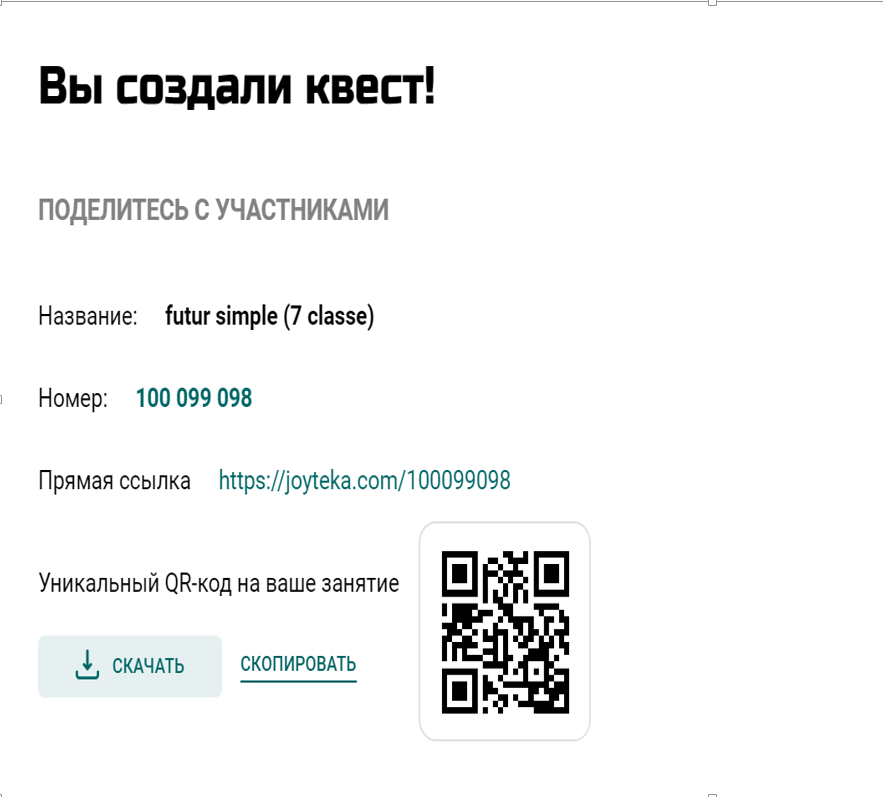 Вы создали квест!
ПОДЕЛИТЕСЬ С УЧАСТНИКАМИ
Название: futur simple (7 classe)
Номер: 100 099 098
Прямая ссылка https://joyteka.com/100099098
Уникальный QR-код на ваше занятие
СКАЧАТЬ СКОПИРОВАТЬ